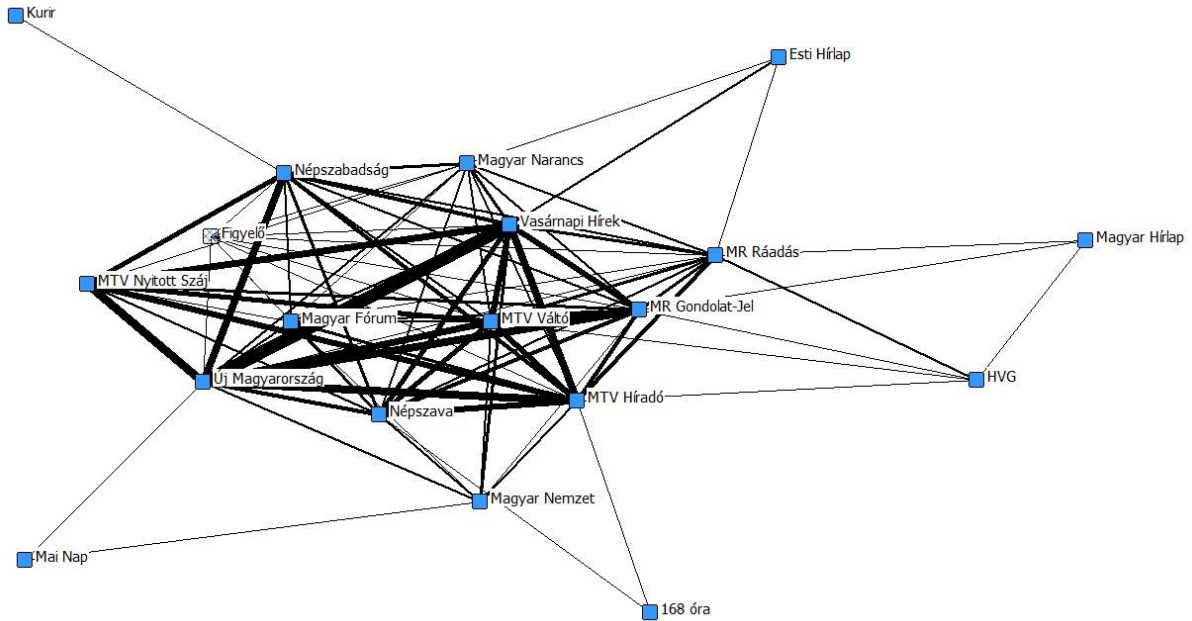 Kurir
Esti Hírlap
Magyar Narancs
Népszabadság
Vasárnapi Hírek
Figyelő
Magyar Hírlap
MR Ráadás
MTV Nyitott Száj
MR Gondolat-Jel
Magyar Fórum
MTV Váltó
Új Magyarország
HVG
MTV Híradó
Népszava
Magyar Nemzet
Mai Nap
168 óra